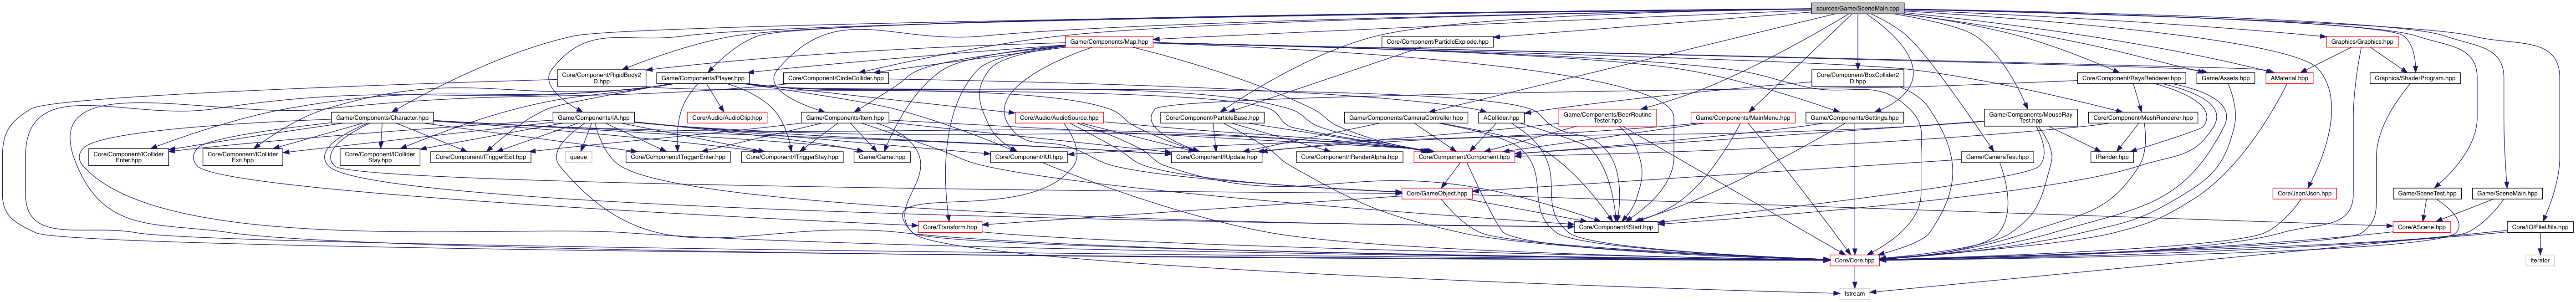 sources/Game/SceneMain.cpp
Game/Components/Map.hpp
Core/Component/ParticleExplode.hpp
Graphics/Graphics.hpp
Core/Component/RigidBody2
D.hpp
Game/Components/Player.hpp
Core/Component/CircleCollider.hpp
Core/Component/BoxCollider2
D.hpp
Core/Component/RaysRenderer.hpp
Game/Assets.hpp
AMaterial.hpp
Graphics/ShaderProgram.hpp
Game/Components/Character.hpp
Game/Components/IA.hpp
Core/Audio/AudioClip.hpp
Game/Components/Item.hpp
Core/Audio/AudioSource.hpp
Core/Component/ParticleBase.hpp
Game/Components/CameraController.hpp
ACollider.hpp
Game/Components/BeerRoutine
Tester.hpp
Game/Components/MainMenu.hpp
Game/Components/Settings.hpp
Game/Components/MouseRay
Test.hpp
Core/Component/MeshRenderer.hpp
Core/Component/ICollider
Enter.hpp
Core/Component/ICollider
Exit.hpp
Core/Component/ICollider
Stay.hpp
Core/Component/ITriggerExit.hpp
queue
Core/Component/ITriggerEnter.hpp
Core/Component/ITriggerStay.hpp
Game/Game.hpp
Core/Component/IUI.hpp
Core/Component/IUpdate.hpp
Core/Component/IRenderAlpha.hpp
Core/Component/Component.hpp
Game/CameraTest.hpp
IRender.hpp
Core/GameObject.hpp
Core/Json/Json.hpp
Game/SceneTest.hpp
Game/SceneMain.hpp
Core/Transform.hpp
Core/Component/IStart.hpp
Core/AScene.hpp
Core/IO/FileUtils.hpp
Core/Core.hpp
iterator
fstream